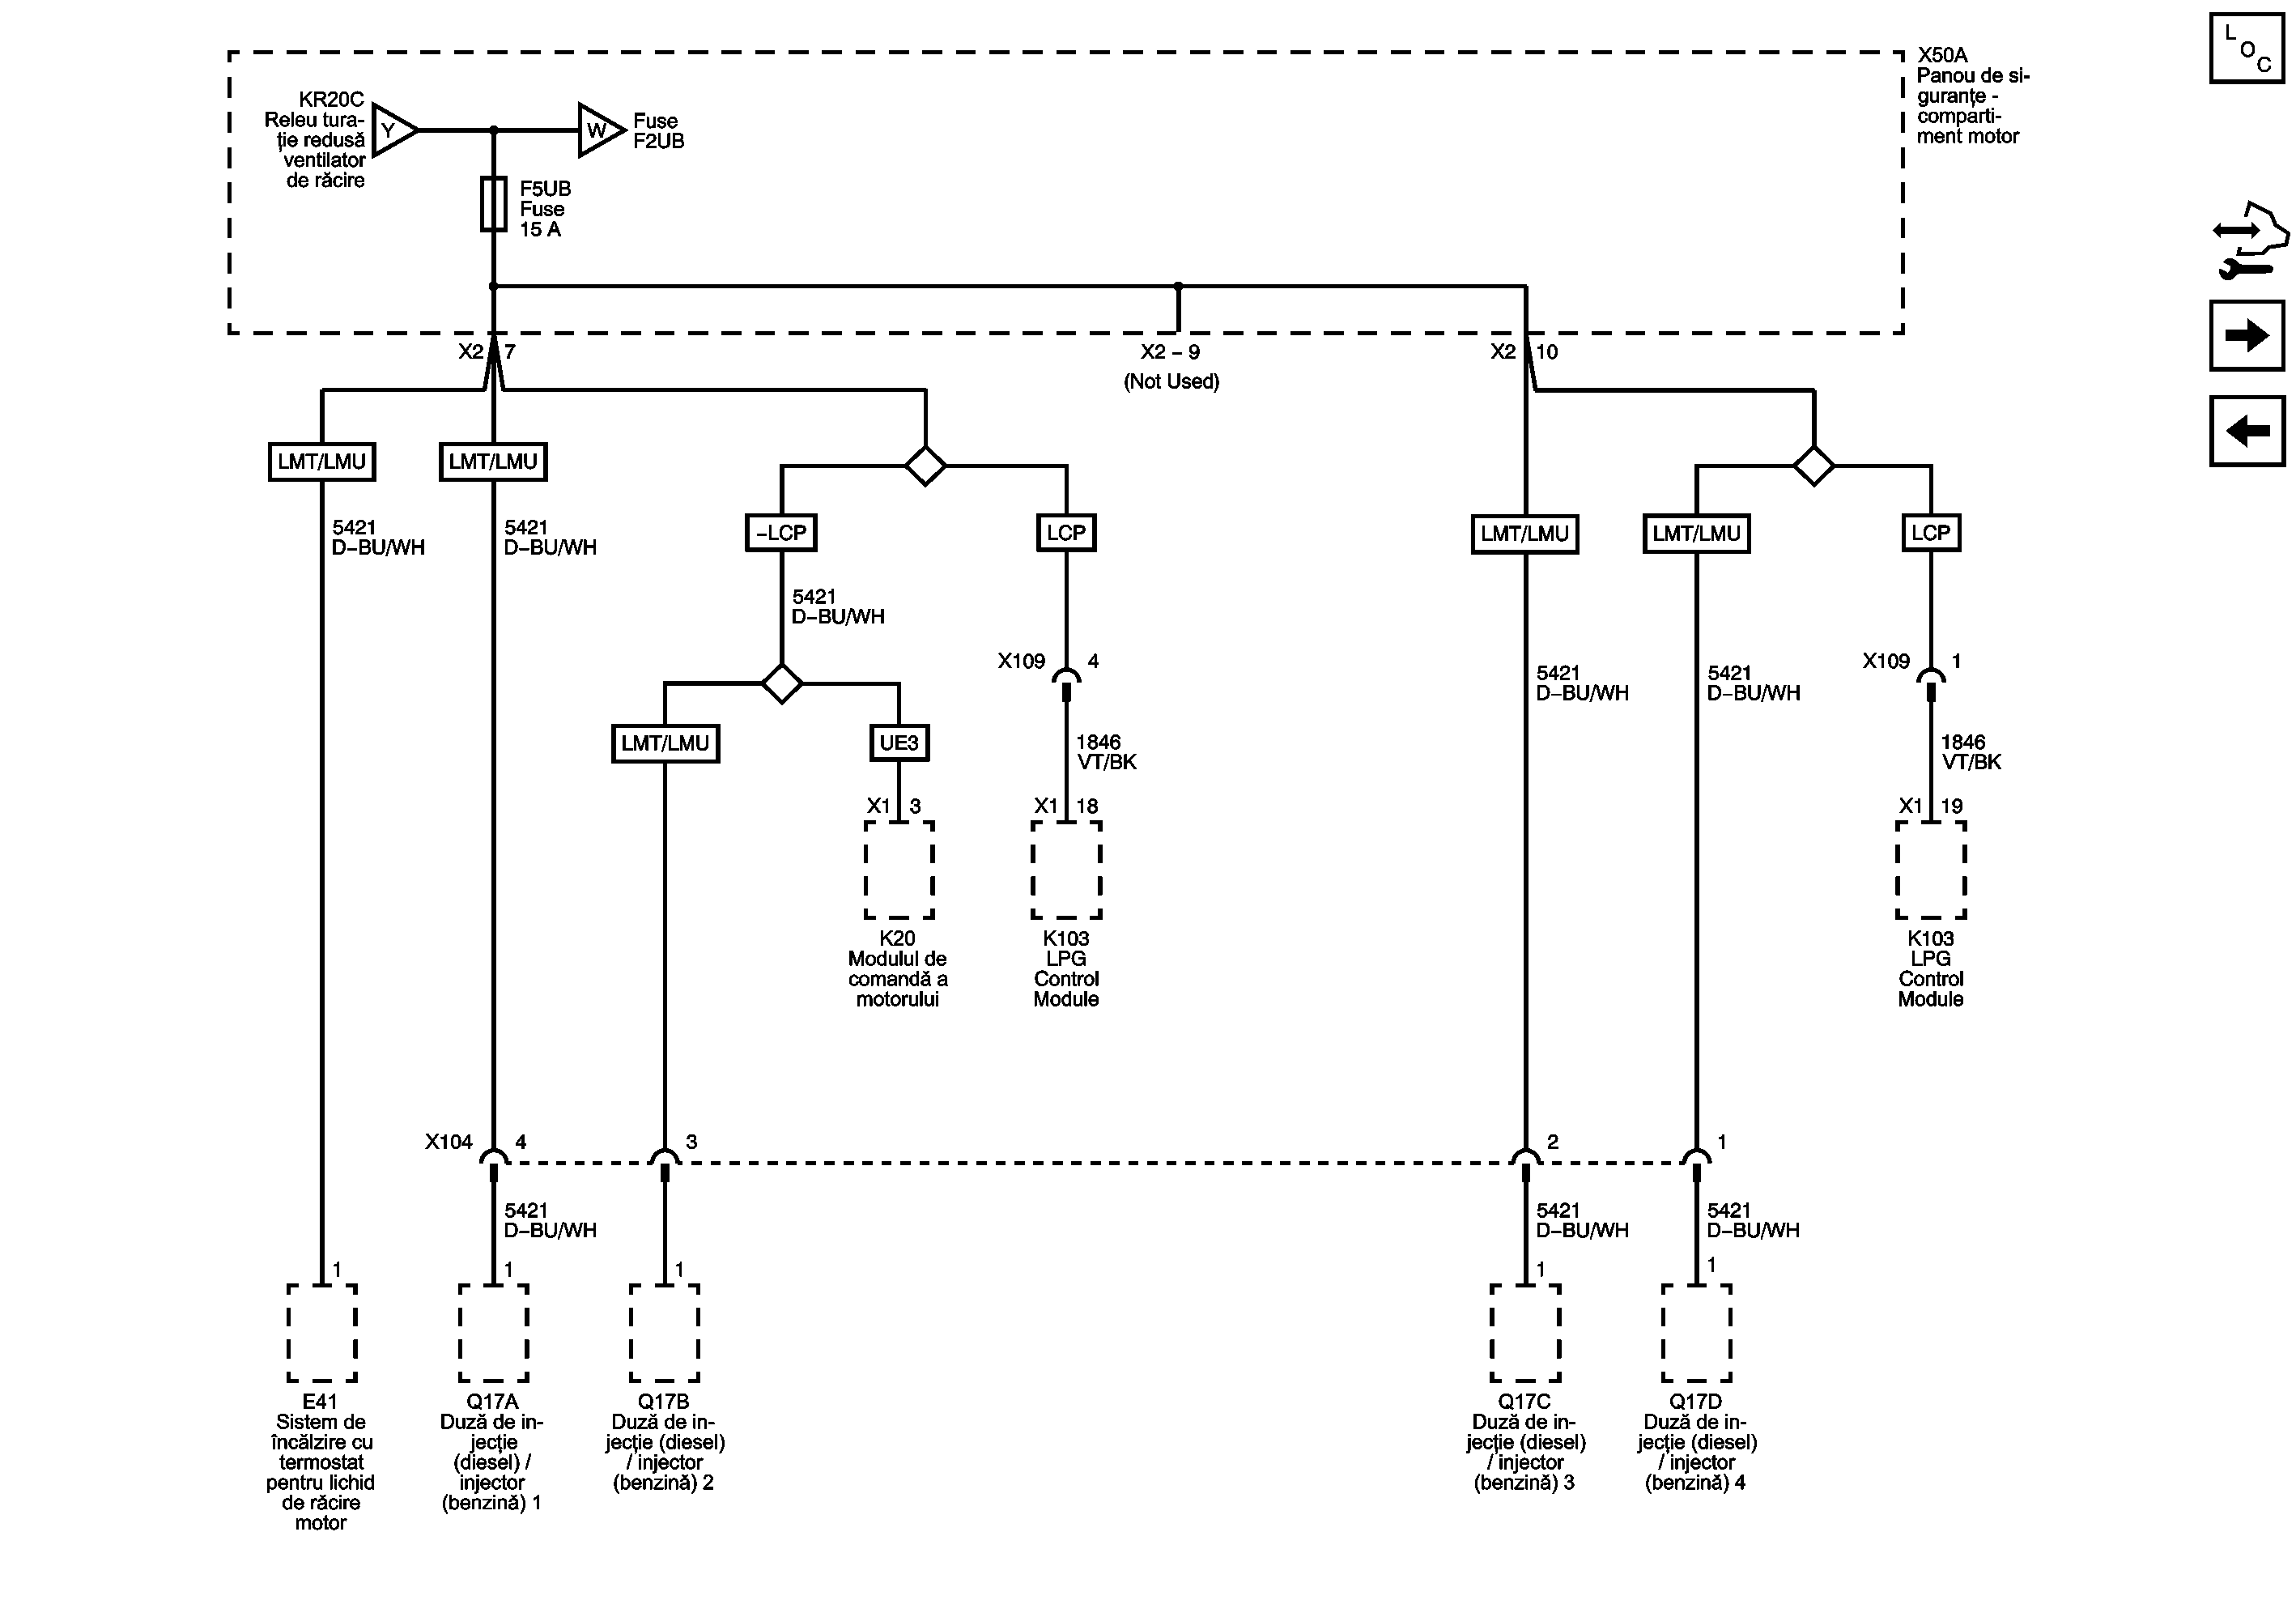 L
O
C
X50A
Panou de si-
guranțe -
comparti-
ment motor
KR20C
Releu tura-
ție redusă
ventilator
de răcire
Y
W
Fuse
F2UB
F5UB
Fuse
15 A
X2 7
X2 – 9
(Not Used)
X2 10
LMT/LMU
LMT/LMU
5421
D–BU/WH
5421
D–BU/WH
–LCP
LCP
LMT/LMU
LMT/LMU
LCP
5421
D–BU/WH
X109 4
5421
D–BU/WH
5421
D–BU/WH
X109 1
LMT/LMU
UE3
1846
VT/BK
1846
VT/BK
X1 3
X1 18
X1 19
K20
Modulul de
comandă a
motorului
K103
LPG
Control
Module
K103
LPG
Control
Module
X104 4
3
2
1
5421
D–BU/WH
5421
D–BU/WH
5421
D–BU/WH
1
1
1
1
1
E41
Sistem de
încălzire cu
termostat
pentru lichid
de răcire
motor
Q17A
Duză de in-
jecție
(diesel) /
injector
(benzină) 1
Q17B
Duză de in-
jecție (diesel)
/ injector
(benzină) 2
Q17C
Duză de in-
jecție (diesel)
/ injector
(benzină) 3
Q17D
Duză de in-
jecție (diesel)
/ injector
(benzină) 4